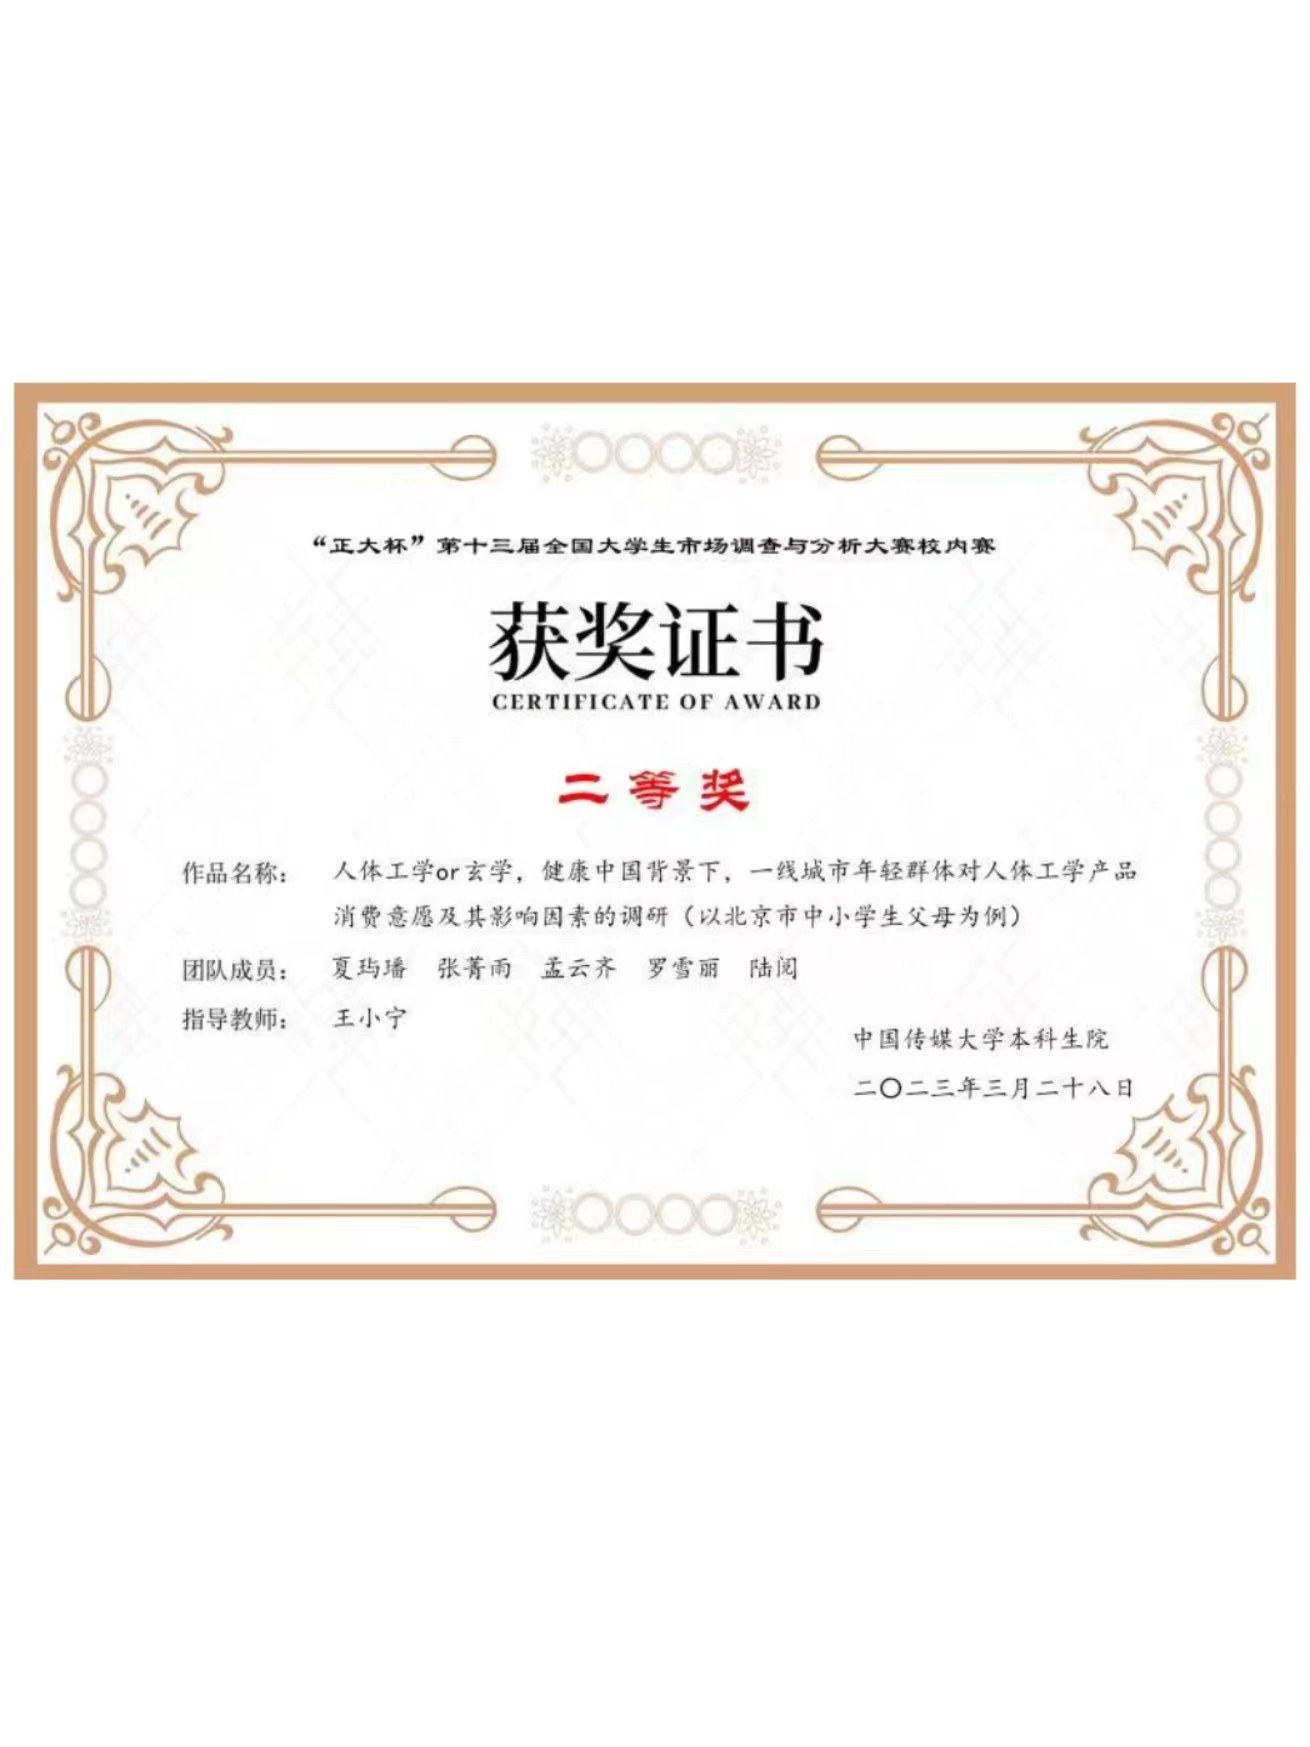 “正大杯”第十三届全国大学生市场调查与分析大赛校内赛
获奖证书
CERTIFICATE OF AWARD
二等奖
作品名称： 人体工学or玄学，健康中国背景下，一线城市年轻群体对人体工学产品
消费意愿及其影响因素的调研（以北京市中小学生父母为例）
团队成员： 张菁雨 孟云齐 罗雪丽 陆阅
指导教师： 王小宁
中国传媒大学本科生院
二〇二三年三月二十八日